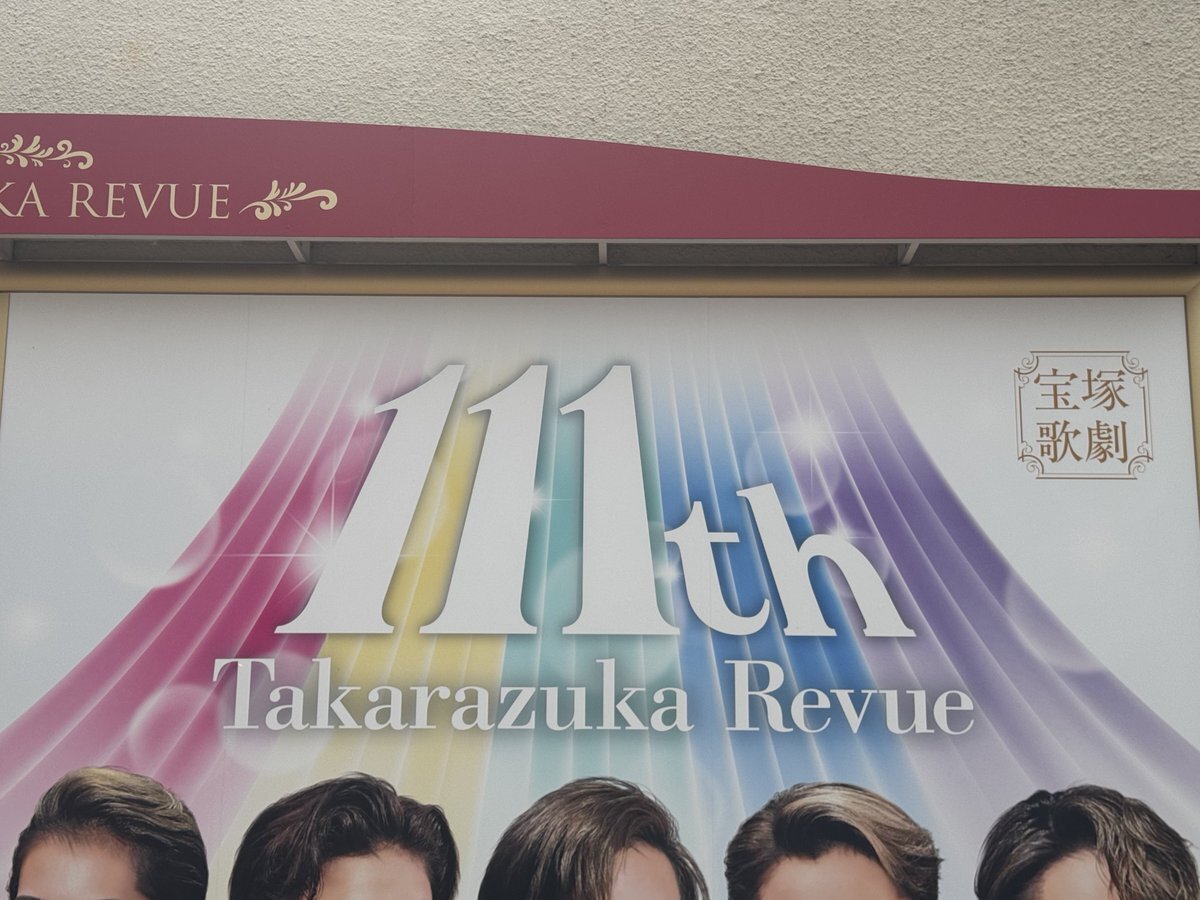 KA REVUE
宝塚
歌劇
111th
Takarazuka Revue